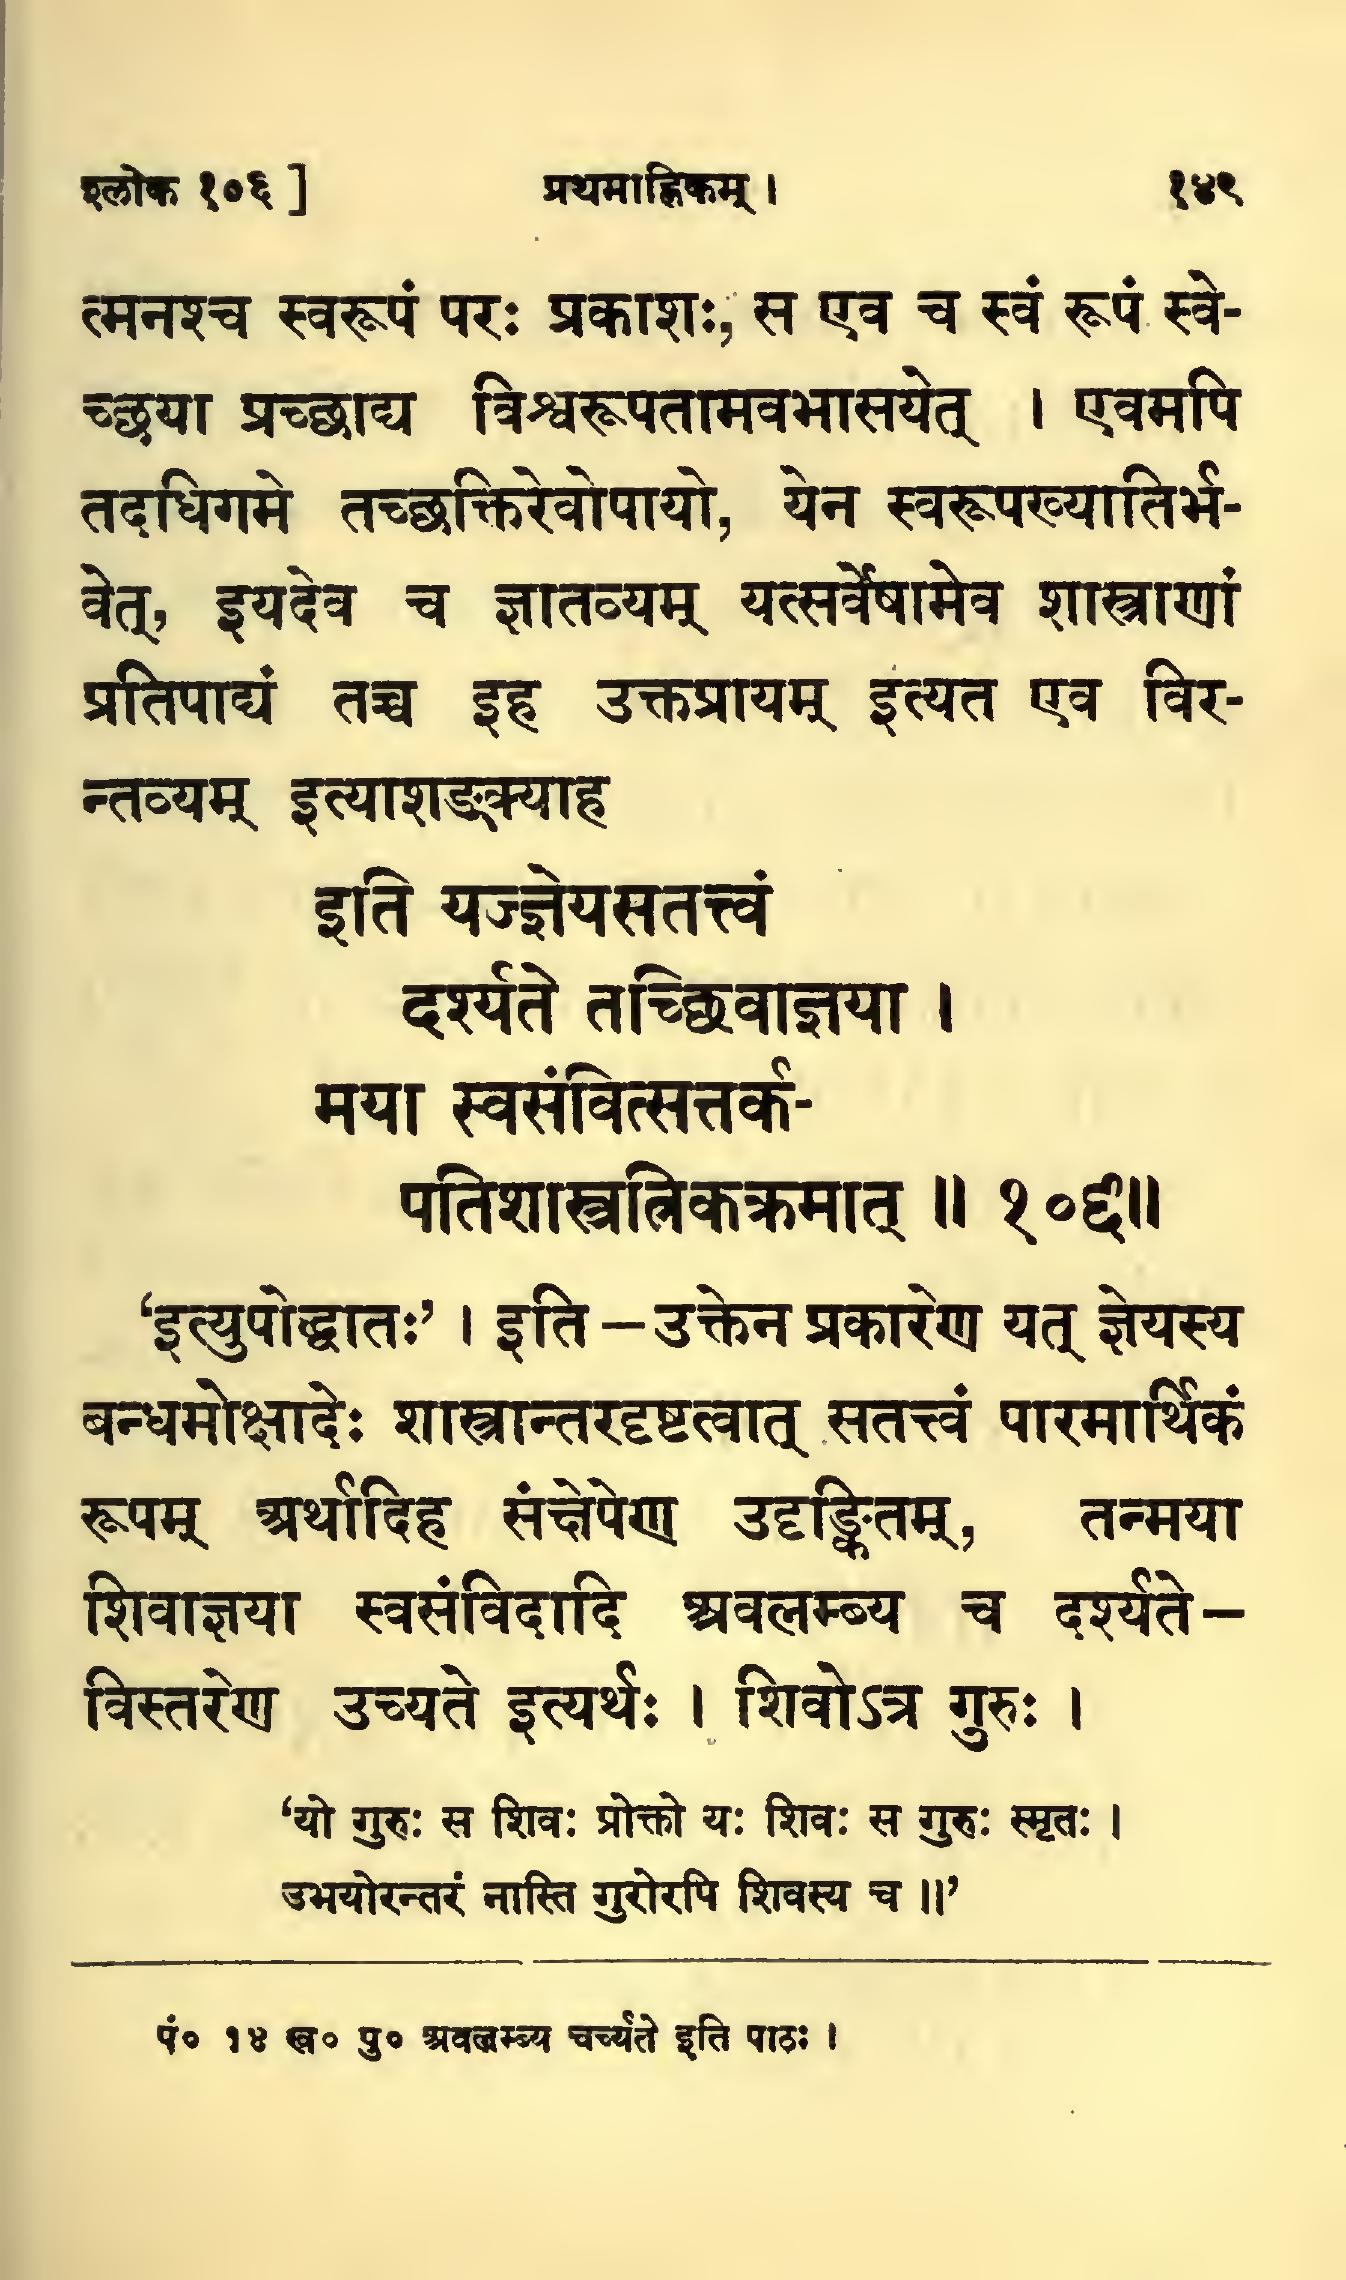 श्लोक १०६ ] प्रथमाह्निकम् । १४९
त्मनश्च स्वरूपं परः प्रकाशः, स एव च स्वं रूपं स्वे-
च्छया प्रच्छाद्य विश्वरूपतामवभासयेत् । एवमपि
तदधिगमे तच्छक्तिरेवोपायो, येन स्वरूपख्यातिर्भ-
वेत्, इयदेव च ज्ञातव्यम् यत्सर्वेषामेव शास्त्राणां
प्रतिपाद्यं तच्च इह उक्तप्रायम् इत्यत एव विर-
न्तव्यम् इत्याशङ्क्याह
इति यज्ज्ञेयसतत्त्वं
दर्श्यते तच्छिवाज्ञया ।
मया स्वसंवित्सत्तर्क-
पतिशास्त्रत्रिकक्रमात् ॥ १०६॥
‘इत्युपोद्घातः’ । इति – उक्तेन प्रकारेण यत् ज्ञेयस्य
बन्धमोक्षादेः शास्त्रान्तरदृष्टत्वात् सतत्त्वं पारमार्थिकं
रूपम् अर्थादिह संक्षेपेण उदृङ्कितम्, तन्मया
शिवाज्ञया स्वसंविदादि अवलम्ब्य च दर्श्यते –
विस्तरेण उच्यते इत्यर्थः । शिवोऽत्र गुरुः ।
‘यो गुरुः स शिवः प्रोक्तो यः शिवः स गुरुः स्मृतः ।
उभयोरन्तरं नास्ति गुरोरपि शिवस्य च ॥’
पं० १४ ख० पु० अवलम्ब्य चर्च्यते इति पाठः ।